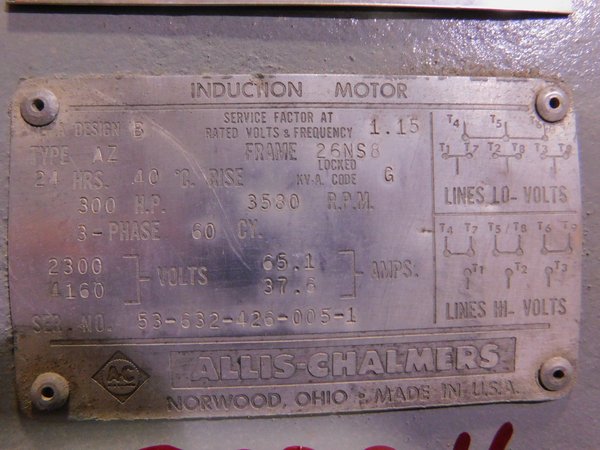 INDUCTION MOTOR
DESIGN B
SERVICE FACTOR AT
RATED VOLTS & FREQUENCY 1.15
TYPE AZ FRAME 26NS8
24 HRS. 40 °C. RISE LOCKED KV-A. CODE G
300 H.P. 3580 R.P.M.
3-PHASE 60 CY.
2300 VOLTS 65.1 AMPS.
4160 37.8
SER. NO. 53-632-426-005-1
T4 T5 T6
T1 T7 T2 T8 T3 T9
LINES LO-VOLTS
T4 T7 T5 T8 T6
T1 T2 T3
LINES HI-VOLTS
A-C ALLIS-CHALMERS
NORWOOD, OHIO MADE IN U.S.A.